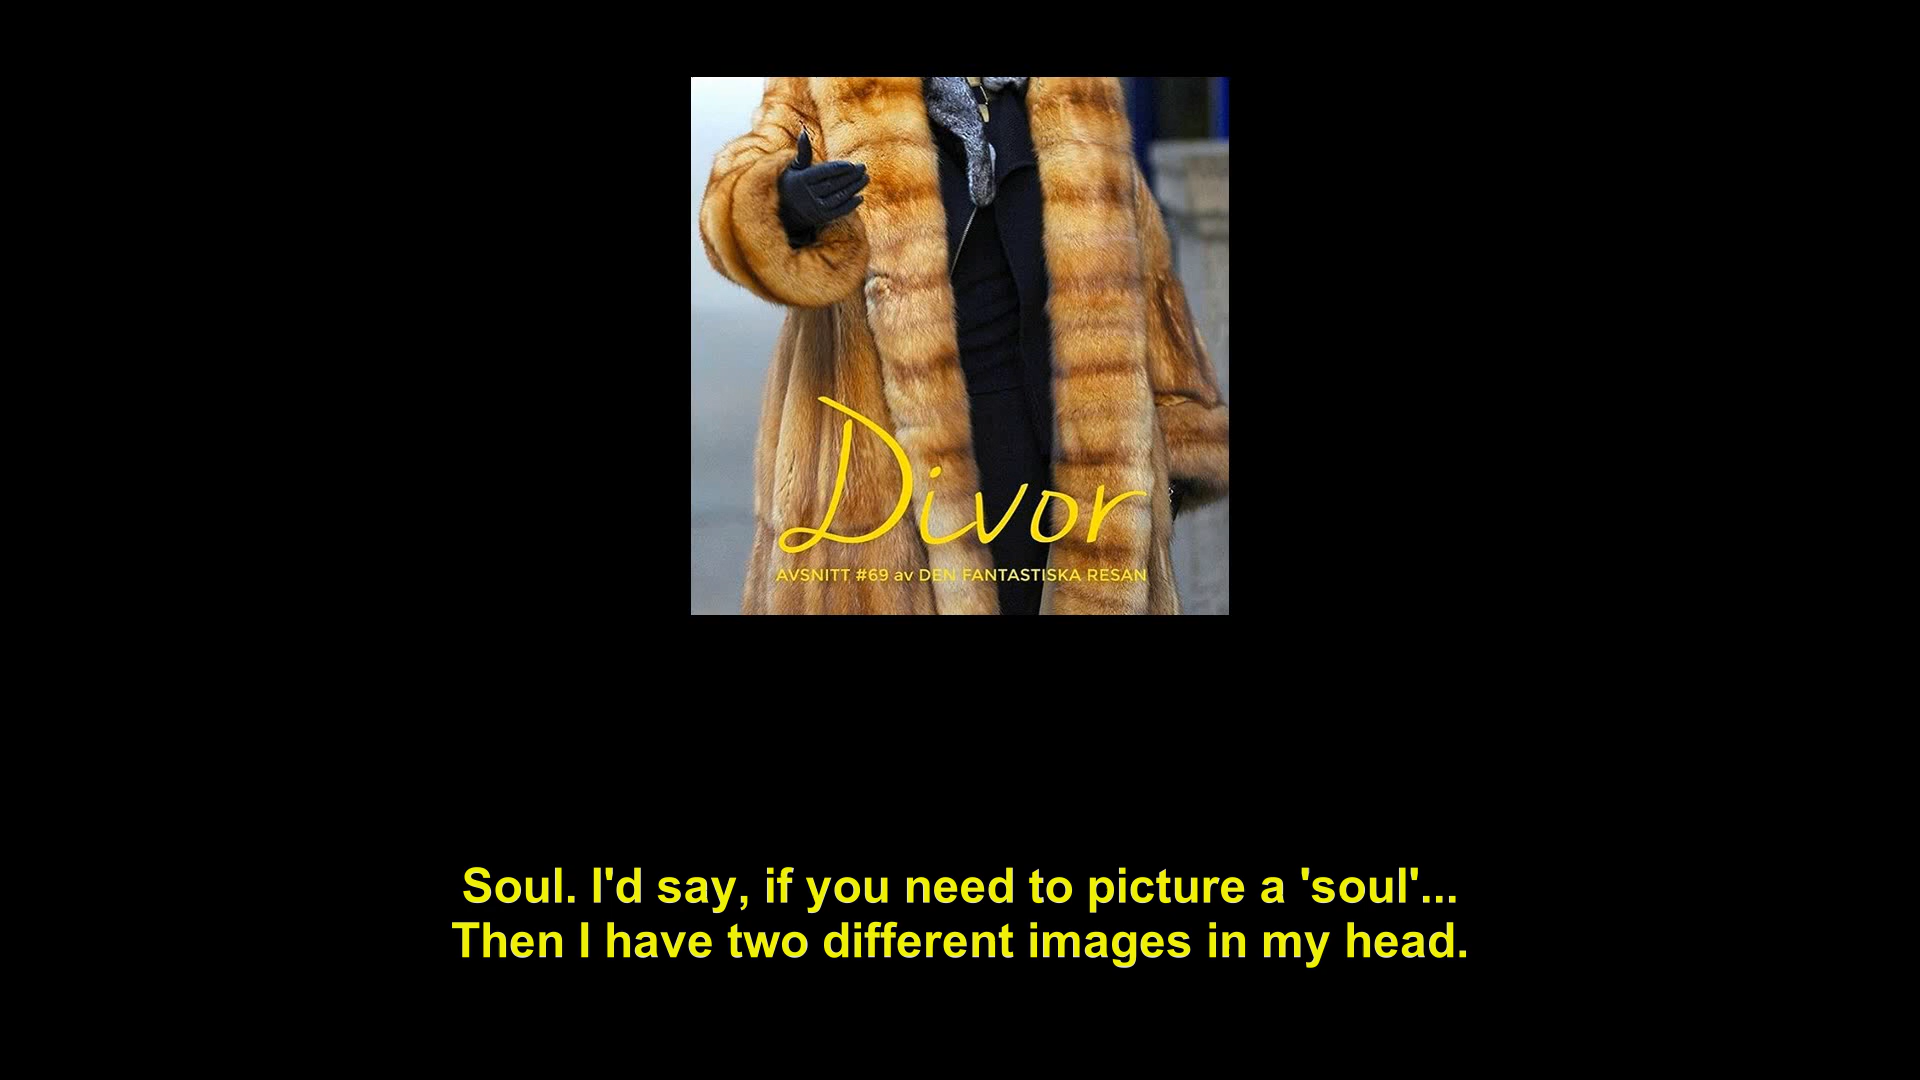 Divor
AVSNITT #69 av DEN FANTASTISKA RESAN
Soul. I'd say, if you need to picture a 'soul'...
Then I have two different images in my head.